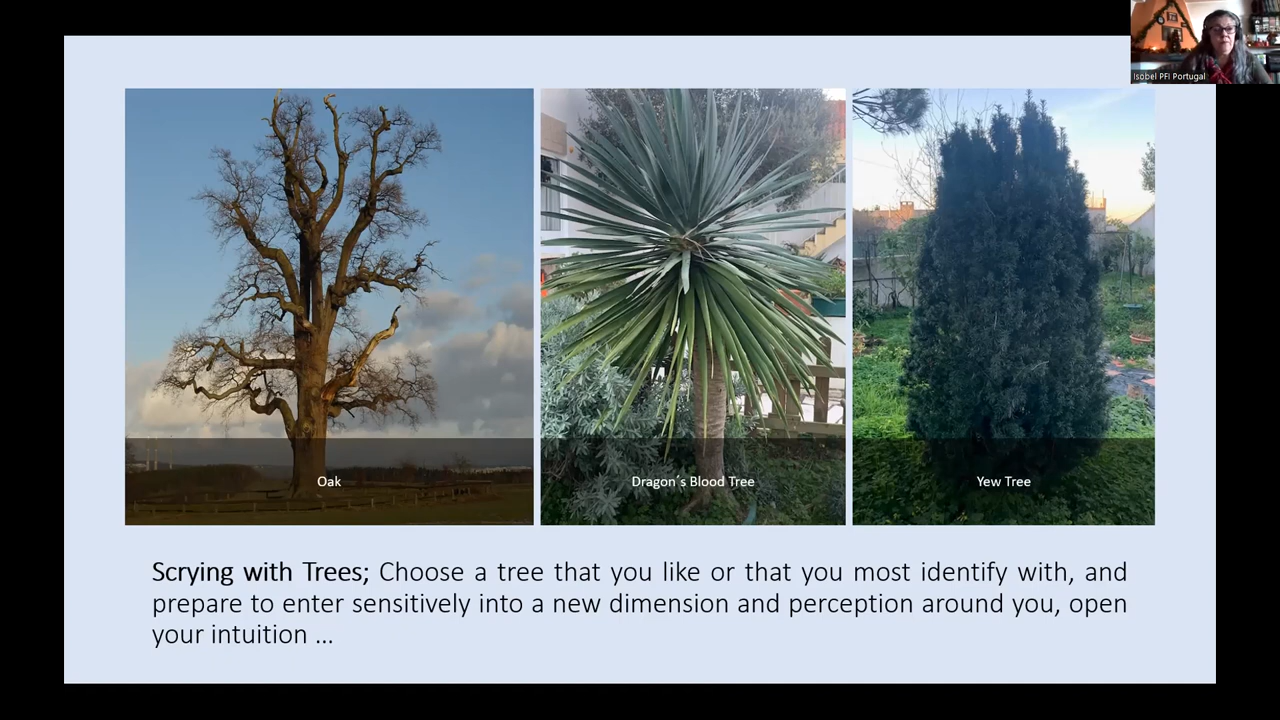 Isobel PFI Portugal
Oak
Dragon´s Blood Tree
Yew Tree
Scrying with Trees; Choose a tree that you like or that you most identify with, and
prepare to enter sensitively into a new dimension and perception around you, open
your intuition ...